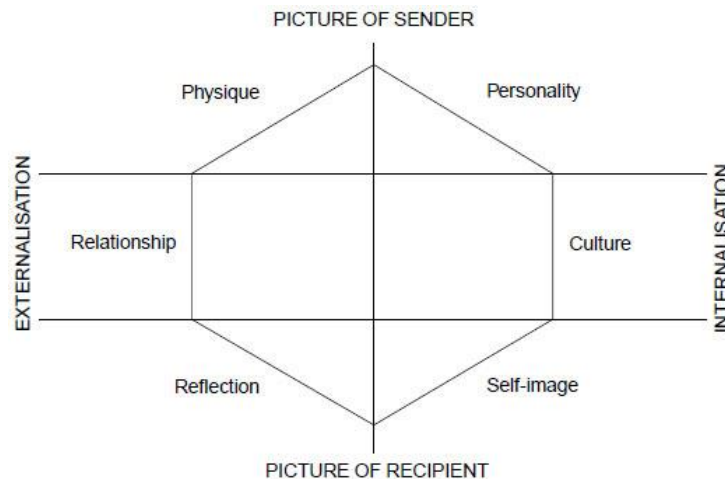 PICTURE OF SENDER
Physique
Personality
EXTERNALISATION
Relationship
Culture
INTERNALISATION
Reflection
Self-image
PICTURE OF RECIPIENT